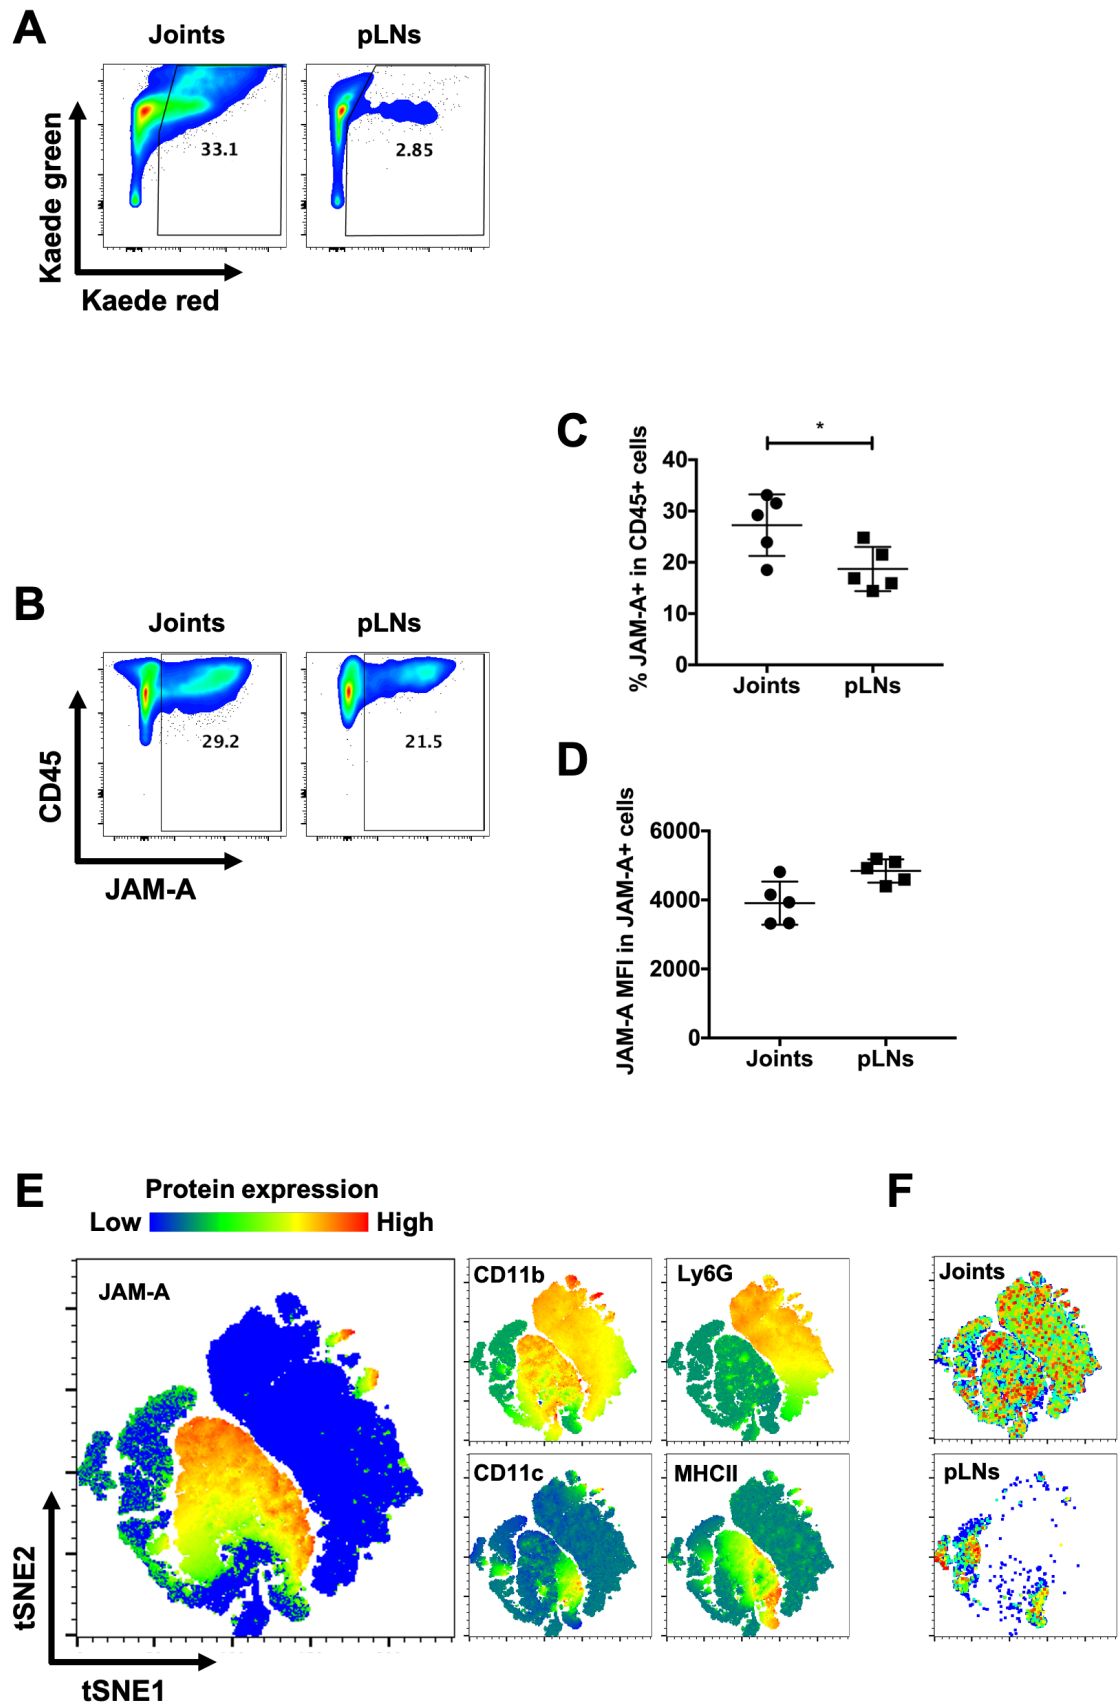 A
Joints
pLNs
Kaede green
33.1
2.85
Kaede red
B
Joints
pLNs
CD45
29.2
21.5
JAM-A
C
*
% JAM-A+ in CD45+ cells
40
30
20
10
0
Joints
pLNs
D
JAM-A MFI in JAM-A+ cells
6000
4000
2000
0
Joints
pLNs
E
Protein expression
Low
High
JAM-A
CD11b
Ly6G
CD11c
MHCII
tSNE2
tSNE1
F
Joints
pLNs